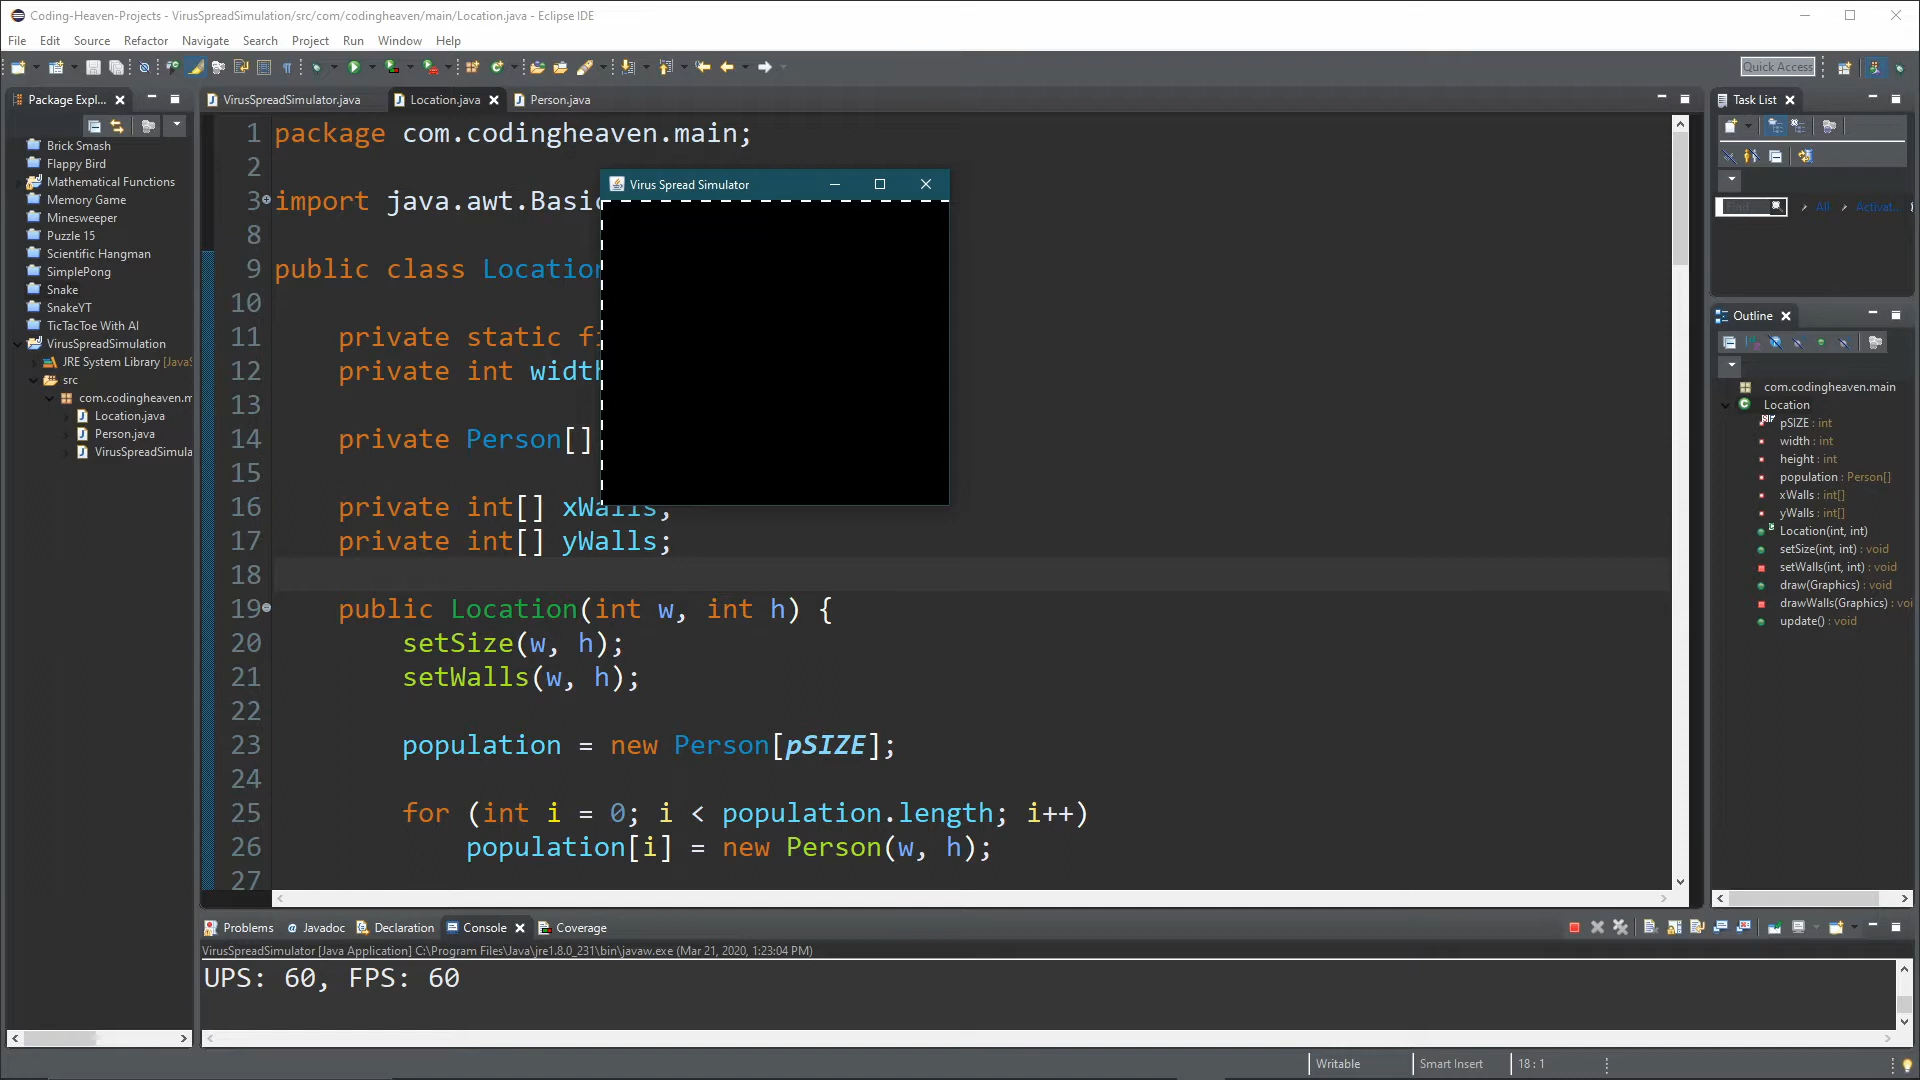 Coding-Heaven-Projects - VirusSpreadSimulation/src/com/codingheaven/main/Location.java - Eclipse IDE
File Edit Source Refactor Navigate Search Project Run Window Help
Quick Access
Package Expl...
Brick Smash
Flappy Bird
Mathematical Functions
Memory Game
Minesweeper
Puzzle 15
Scientific Hangman
SimplePong
Snake
SnakeYT
TicTacToe With AI
VirusSpreadSimulation
JRE System Library [JavaS
src
com.codingheaven.m
Location.java
Person.java
VirusSpreadSimula
VirusSpreadSimulator.java Location.java Person.java
1 package com.codingheaven.main;
2
3 import java.awt.Basic
8
9 public class Location
10
11 private static fi
12 private int width
13
14 private Person[]
15
16 private int[] xWalls;
17 private int[] yWalls;
18
19 public Location(int w, int h) {
20 setSize(w, h);
21 setWalls(w, h);
22
23 population = new Person[pSIZE];
24
25 for (int i = 0; i < population.length; i++)
26 population[i] = new Person(w, h);
27
Virus Spread Simulator
Task List
Find
All
Activat...
Outline
com.codingheaven.main
Location
pSIZE : int
width : int
height : int
population : Person[]
xWalls : int[]
yWalls : int[]
Location(int, int)
setSize(int, int) : void
setWalls(int, int) : void
draw(Graphics) : void
drawWalls(Graphics) : voi
update() : void
Problems Javadoc Declaration Console Coverage
VirusSpreadSimulator [Java Application] C:\Program Files\Java\jre1.8.0_231\bin\javaw.exe (Mar 21, 2020, 1:23:04 PM)
UPS: 60, FPS: 60
Writable Smart Insert 18 : 1